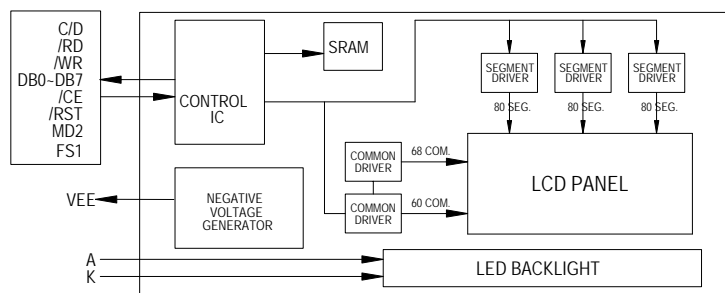 C/D
/RD
/WR
DB0~DB7
/CE
/RST
MD2
FS1
CONTROL
IC
SRAM
SEGMENT
DRIVER
SEGMENT
DRIVER
SEGMENT
DRIVER
80 SEG.
80 SEG.
80 SEG.
COMMON
DRIVER
68 COM.
COMMON
DRIVER
60 COM.
LCD PANEL
VEE
NEGATIVE
VOLTAGE
GENERATOR
A
K
LED BACKLIGHT